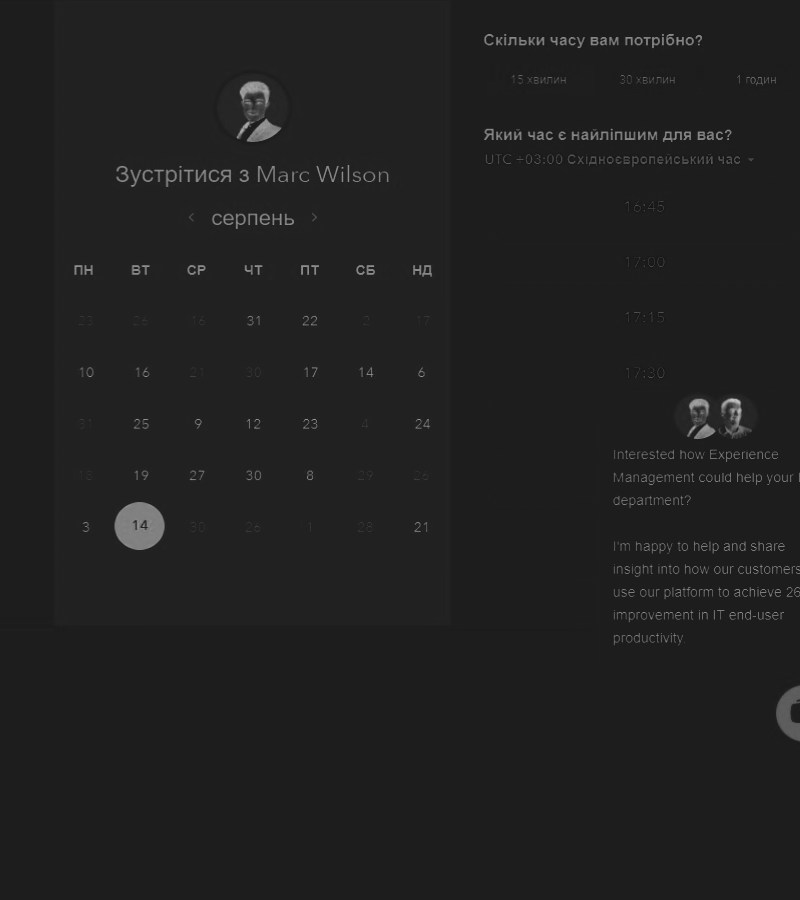 Зустрітися з Marc Wilson
серпень
ПН ВТ СР ЧТ ПТ СБ НД
23 26 16 31 22 2 17
10 16 21 30 17 14 6
31 25 9 12 23 4 24
18 19 27 30 8 29 26
3 14 30 26 1 28 21
Скільки часу вам потрібно?
15 хвилин 30 хвилин 1 годин
Який час є найліпшим для вас?
UTC +03:00 Східноєвропейський час
16:45
17:00
17:15
17:30
Interested how Experience
Management could help your
department?
I'm happy to help and share
insight into how our customers
use our platform to achieve 26
improvement in IT end-user
productivity.